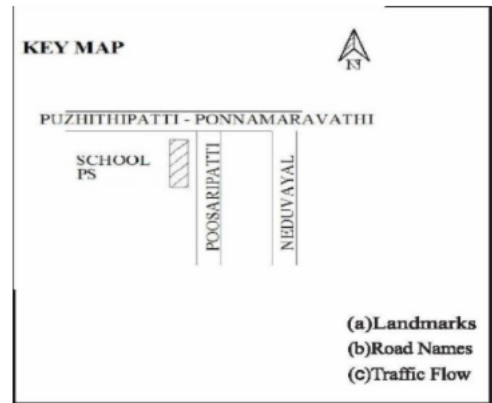 KEY MAP
N
PUZHITHIPATTI - PONNAMARAVATHI
SCHOOL
PS
POOSARIPATTI
NEDUVAYAL
(a)Landmarks
(b)Road Names
(c)Traffic Flow